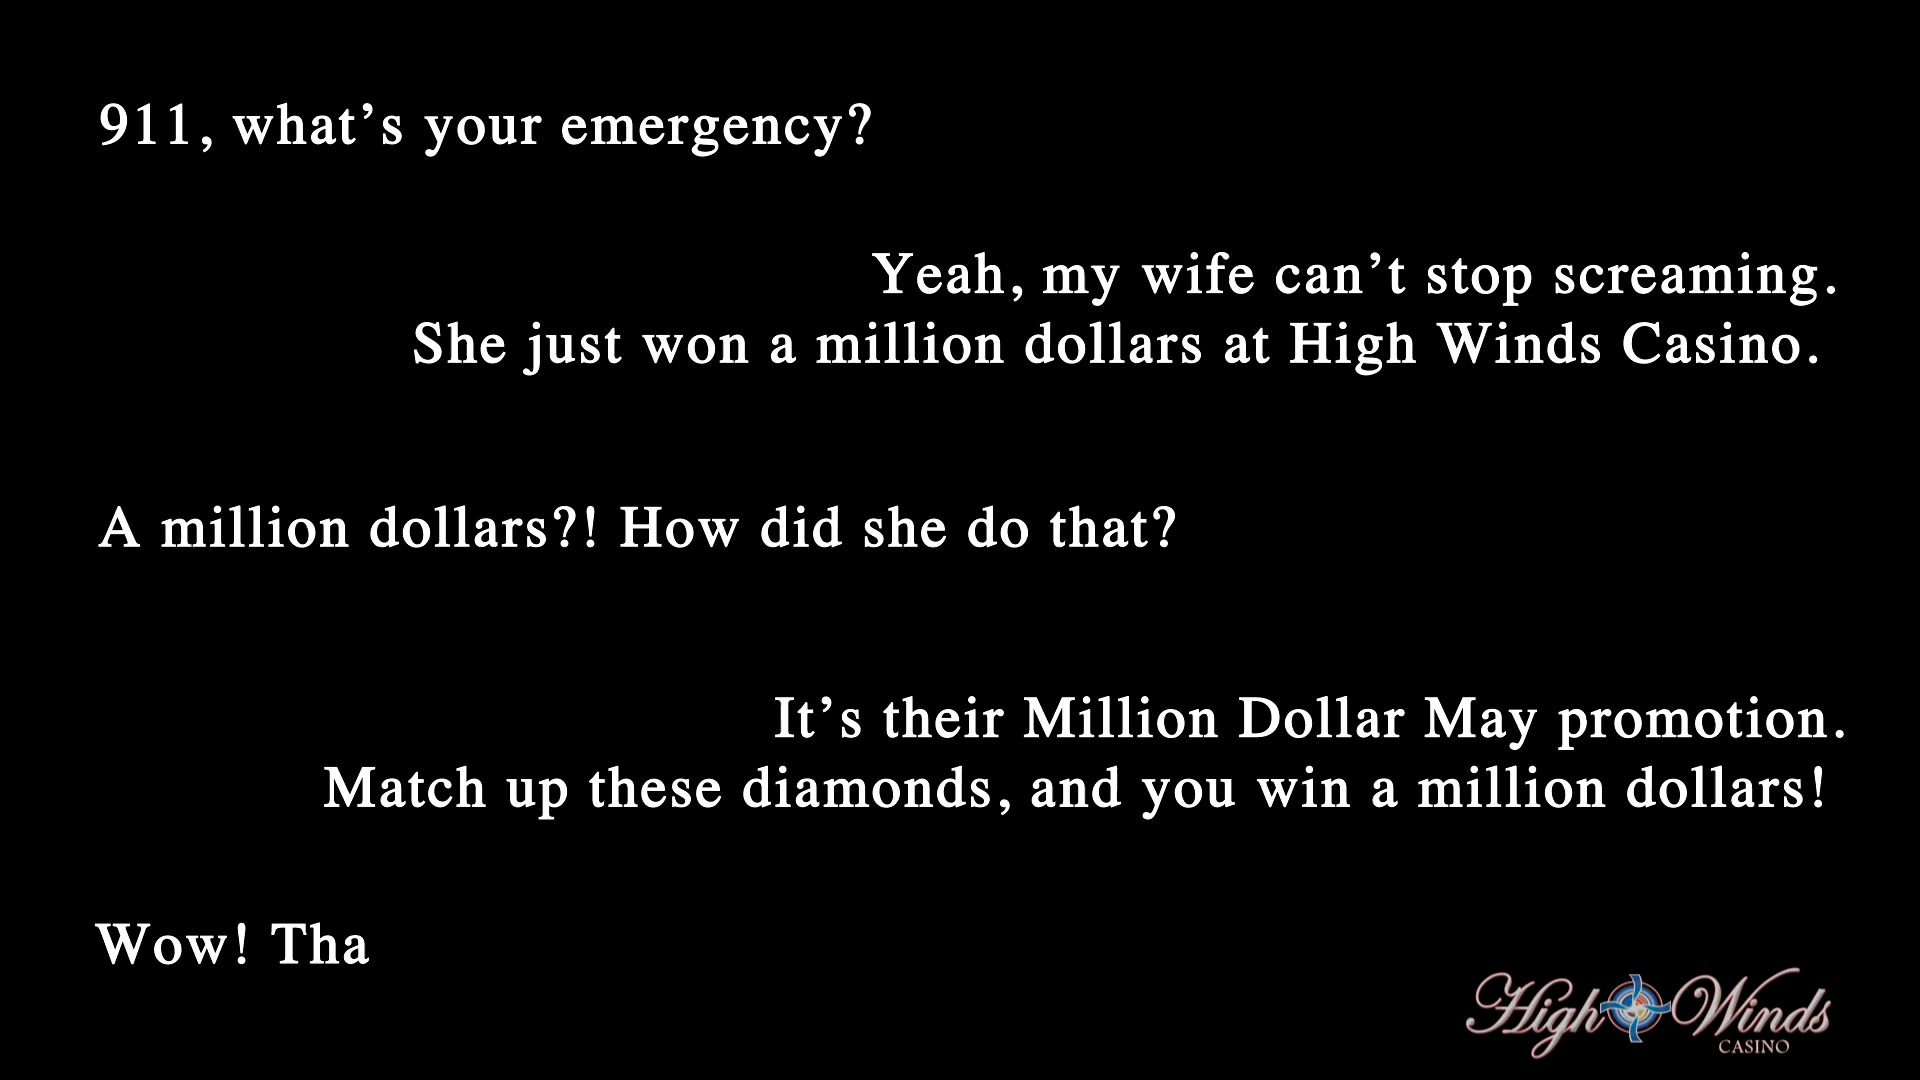 911, what’s your emergency?
Yeah, my wife can’t stop screaming.
She just won a million dollars at High Winds Casino.
A million dollars?! How did she do that?
It’s their Million Dollar May promotion.
Match up these diamonds, and you win a million dollars!
Wow! Tha
High Winds
CASINO